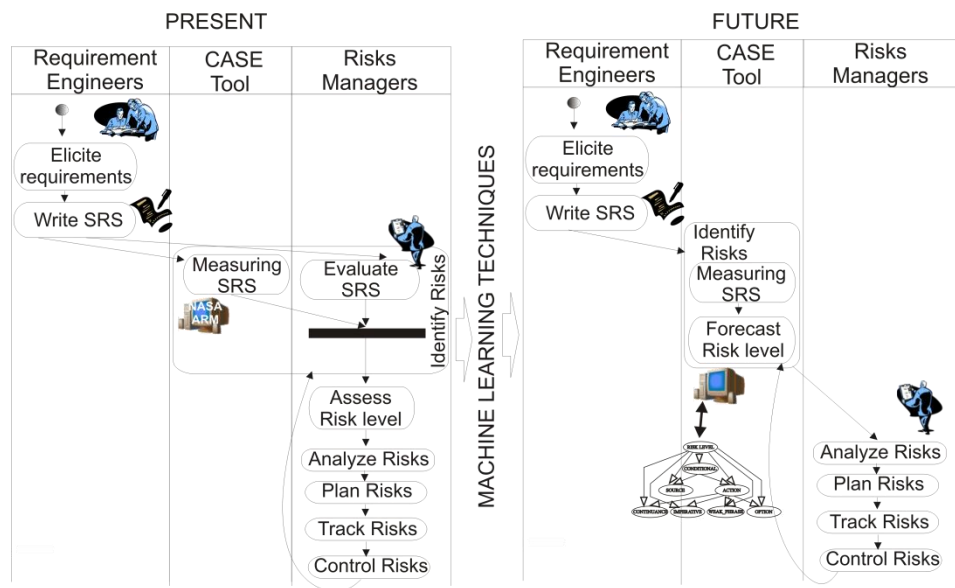 PRESENT
Requirement
Engineers
CASE
Tool
Risks
Managers
Elicite
requirements
Write SRS
Measuring
SRS
Evaluate
SRS
Identify Risks
NASA
ARM
Assess
Risk level
Analyze Risks
Plan Risks
Track Risks
Control Risks
MACHINE LEARNING TECHNIQUES
FUTURE
Requirement
Engineers
CASE
Tool
Risks
Managers
Elicite
requirements
Write SRS
Identify
Risks
Measuring
SRS
Forecast
Risk level
RISK LEVEL
CONDITIONAL
SOURCE
ACTION
CONTINUANCE
IMPERATIVE
WEAK_PHRASE
OPTION
Analyze Risks
Plan Risks
Track Risks
Control Risks